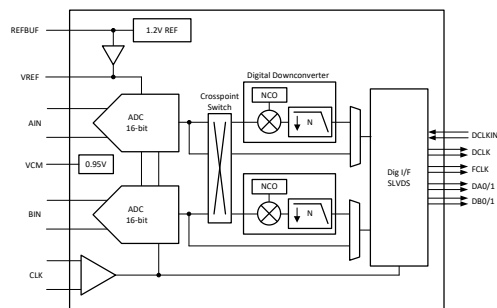 REFBUF
1.2V REF
VREF
Digital Downconverter
Crosspoint
Switch
NCO
ADC
16-bit
AIN
N
DCLKIN
VCM
0.95V
DCLK
Dig I/F
SLVDS
FCLK
NCO
DA0/1
ADC
16-bit
BIN
N
DB0/1
CLK